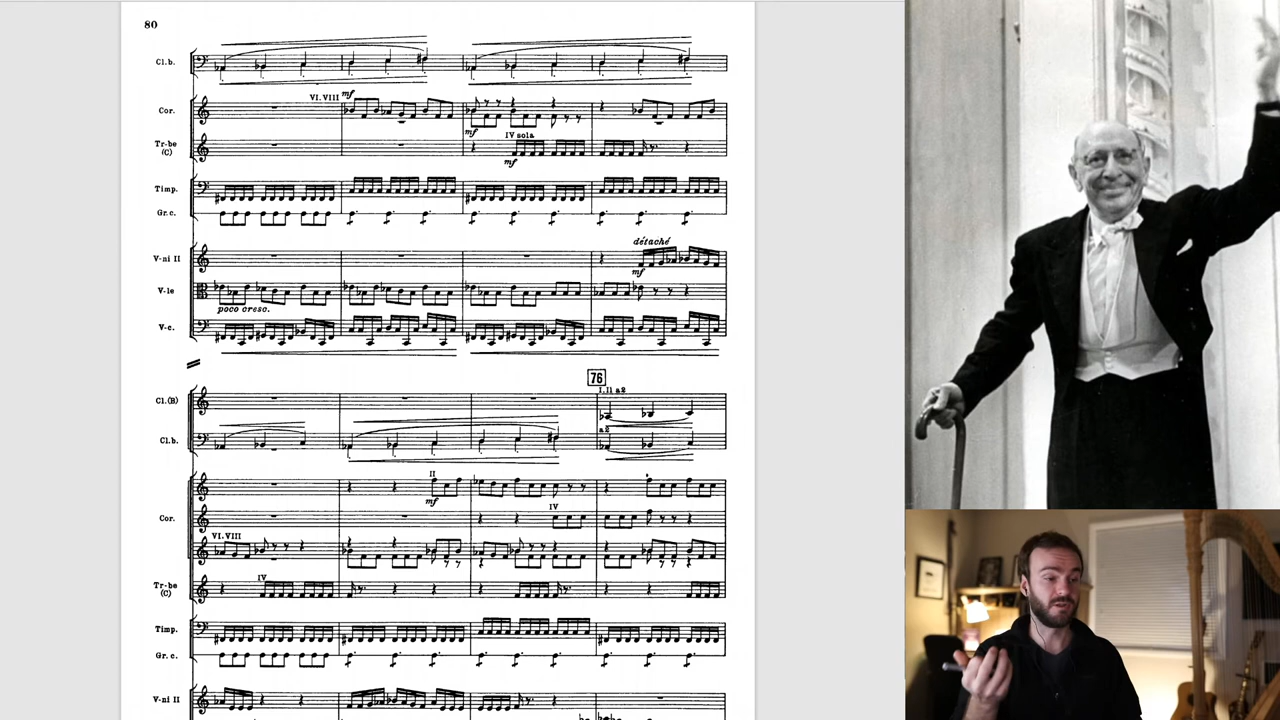 80
Cl.b.
VI.VIII mf
Cor.
mf
IV sola
Tr-be
(C)
mf
Timp.
Gr.c.
détaché
V-ni II
mf
V-le
poco cresc.
V-c.
76
I.II a2
Cl.(B)
a2
Cl.b.
II
mf
IV
Cor.
VI.VIII
IV
Tr-be
(C)
Timp.
Gr.c.
V-ni II